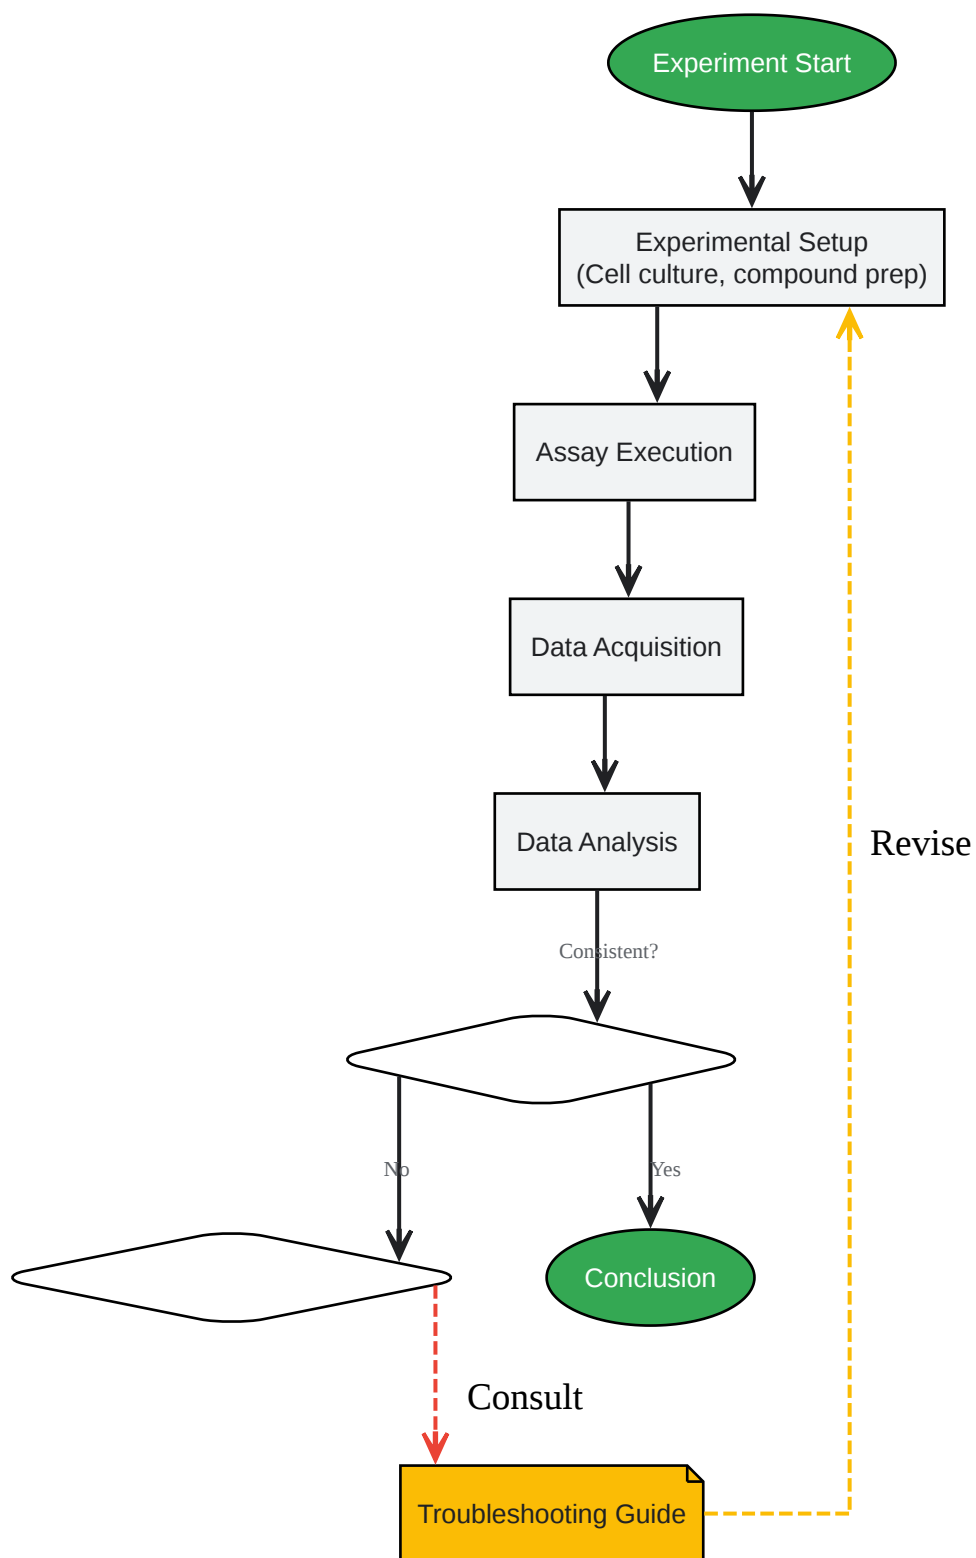 Experiment Start
Experimental Setup
(Cell culture, compound prep)
Assay Execution
Data Acquisition
Data Analysis
Revise
Consistent?
No
Yes
Conclusion
Consult
Troubleshooting Guide